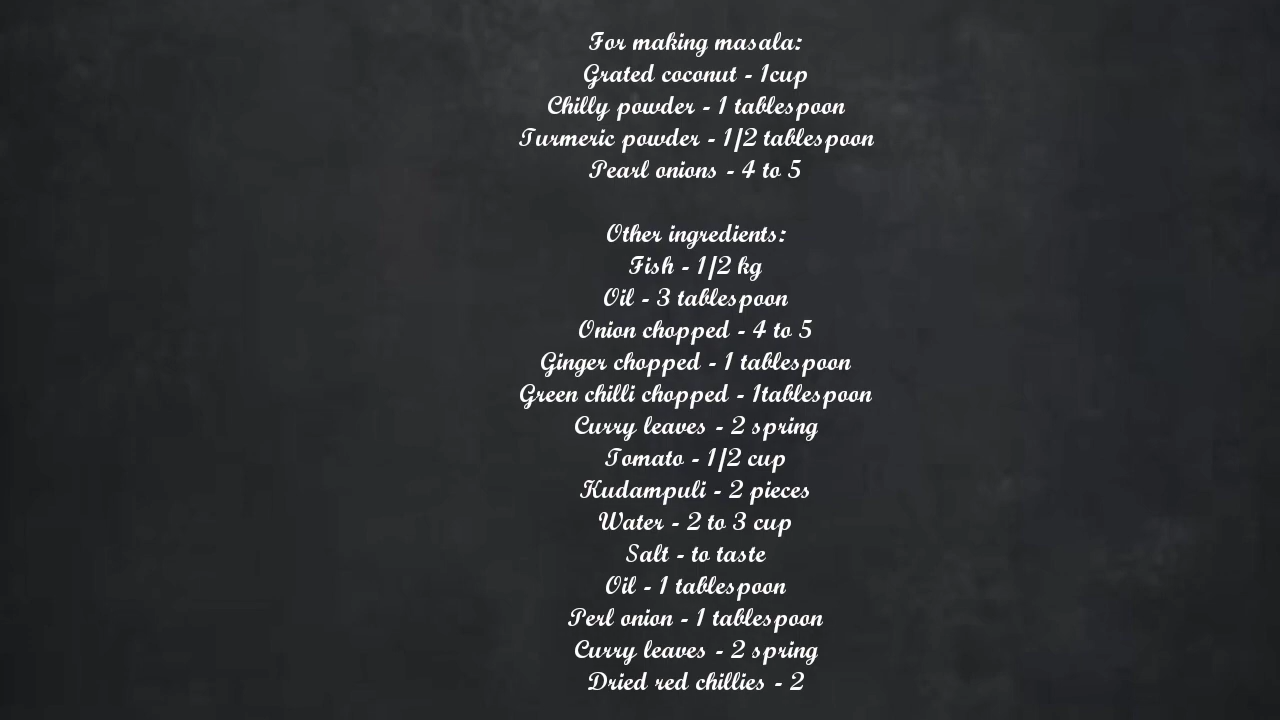 For making masala:
Grated coconut - 1cup
Chilly powder - 1 tablespoon
Turmeric powder - 1/2 tablespoon
Pearl onions - 4 to 5
Other ingredients:
Fish - 1/2 kg
Oil - 3 tablespoon
Onion chopped - 4 to 5
Ginger chopped - 1 tablespoon
Green chilli chopped - 1tablespoon
Curry leaves - 2 spring
Tomato - 1/2 cup
Kudampuli - 2 pieces
Water - 2 to 3 cup
Salt - to taste
Oil - 1 tablespoon
Perl onion - 1 tablespoon
Curry leaves - 2 spring
Dried red chillies - 2